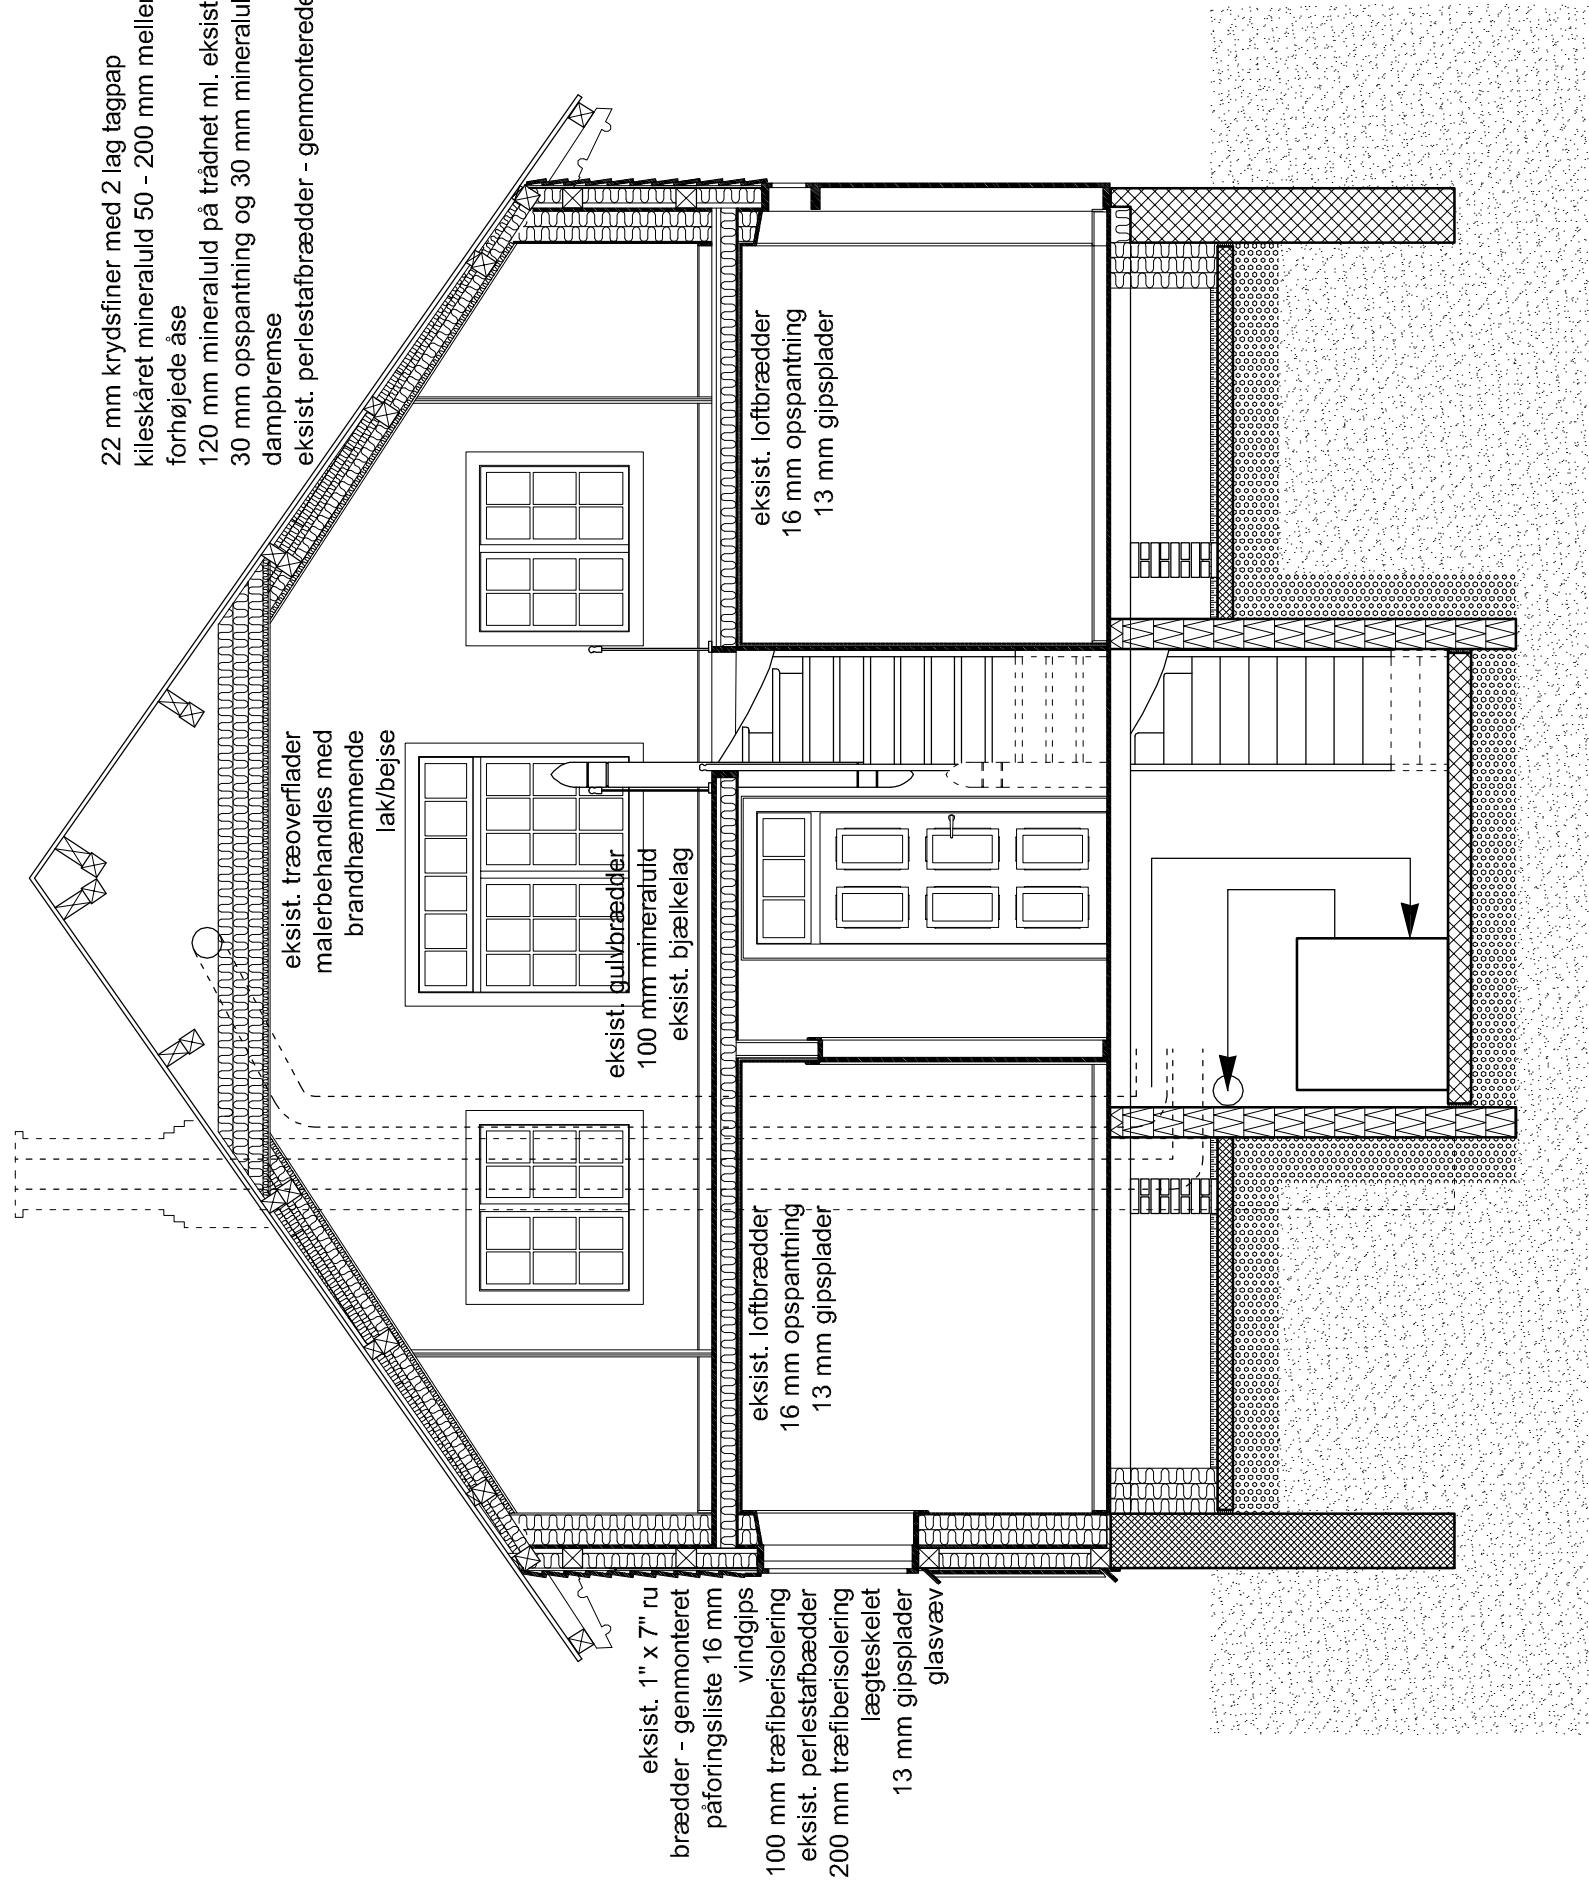 22 mm krydsfiner med 2 lag tagpap
kileskåret mineraluld 50 - 200 mm
forhøjede åse
120 mm mineraluld på trådnet ml.
30 mm opspantning og 30 mm
dampbremse
eksist. perlestafbrædder - genmonterede
eksist. træoverflader
malerbehandles med
brandhæmmende
lak/bejse
eksist. gulvbrædder
100 mm mineraluld
eksist. bjælkelag
eksist. loftbrædder
16 mm opspantning
13 mm gipsplader
eksist. loftbrædder
16 mm opspantning
13 mm gipsplader
eksist. 1" x 7" ru
brædder - genmonteret
påforingsliste 16 mm
vindgips
100 mm træfiberisolering
eksist. perlestafbædder
200 mm træfiberisolering
lægteskelet
13 mm gipsplader
glasvæv